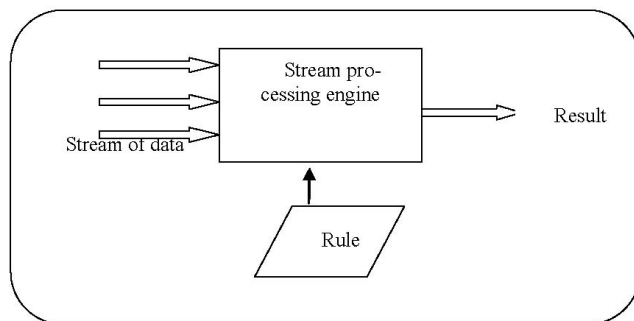 Stream pro-
cessing engine
Stream of data
Result
Rule